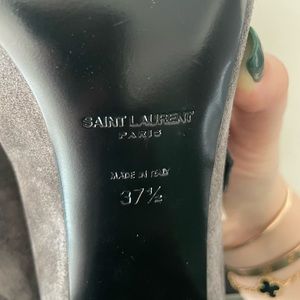 SAINT LAURENT
PARIS
MADE IN ITALY
37½